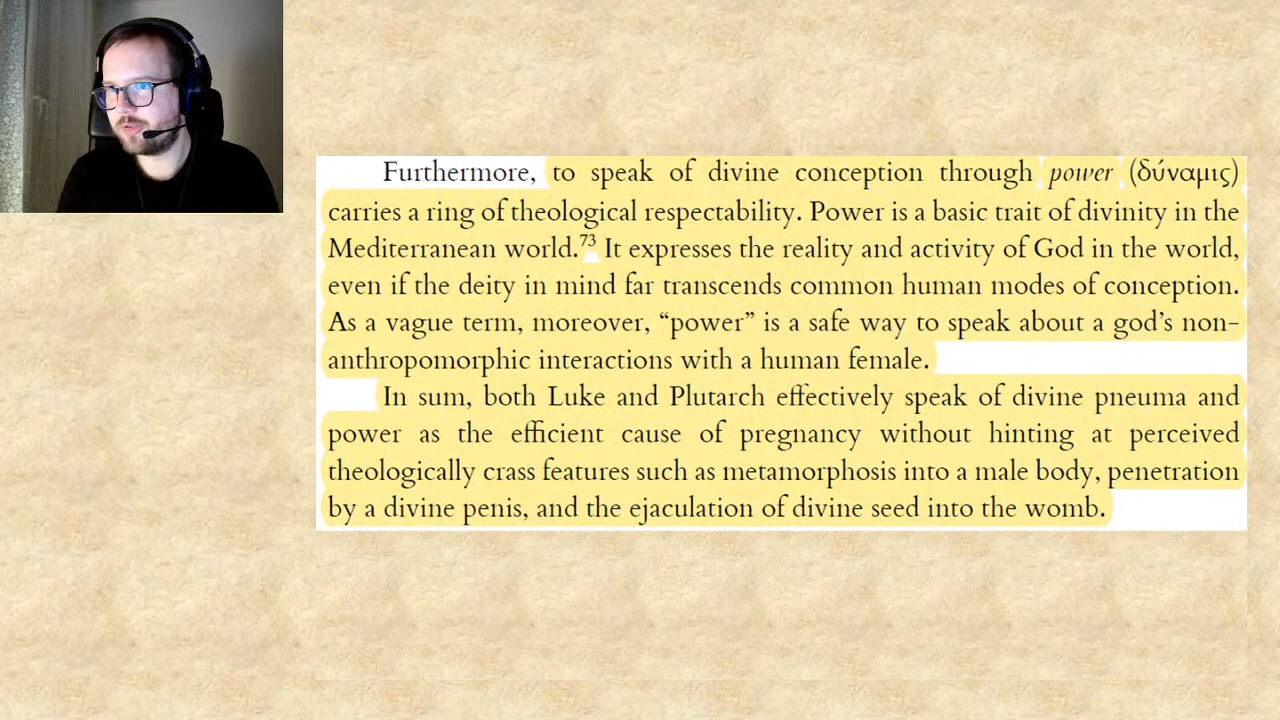 Furthermore, to speak of divine conception through power (δύναμις)
carries a ring of theological respectability. Power is a basic trait of divinity in the
Mediterranean world.73 It expresses the reality and activity of God in the world,
even if the deity in mind far transcends common human modes of conception.
As a vague term, moreover, “power” is a safe way to speak about a god’s non-
anthropomorphic interactions with a human female.
In sum, both Luke and Plutarch effectively speak of divine pneuma and
power as the efficient cause of pregnancy without hinting at perceived
theologically crass features such as metamorphosis into a male body, penetration
by a divine penis, and the ejaculation of divine seed into the womb.